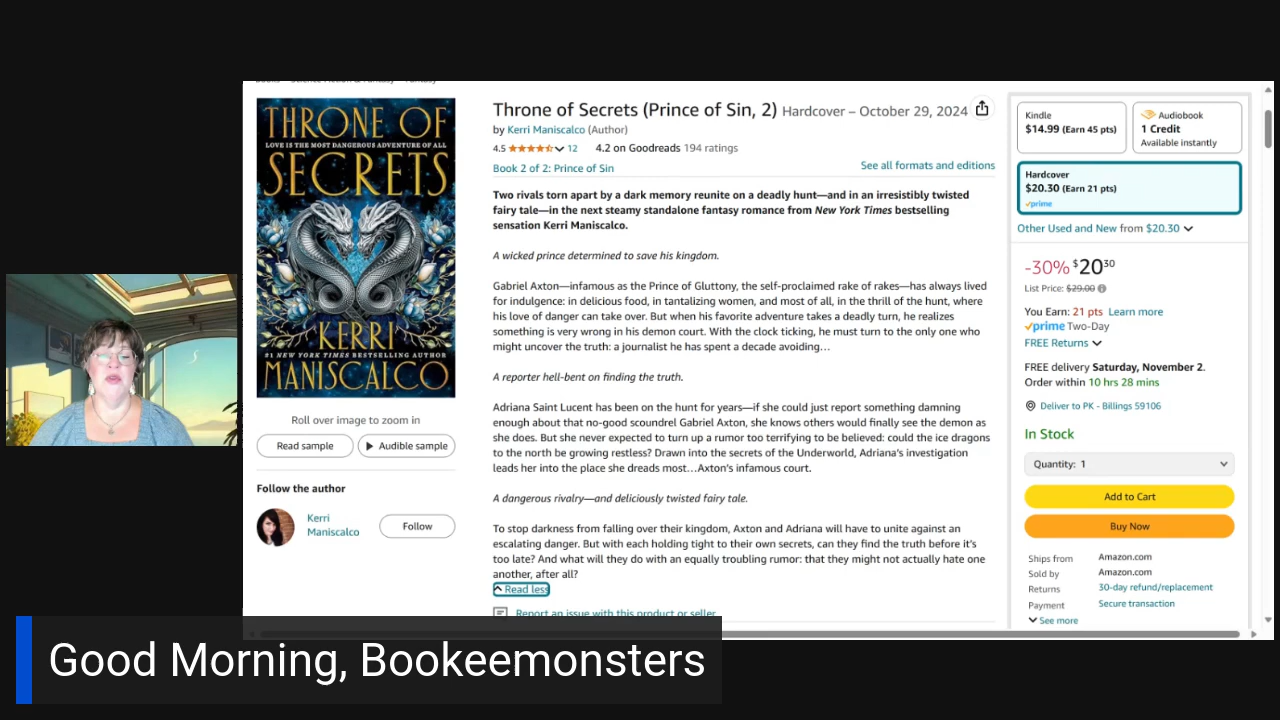 Books › Science Fiction & Fantasy › Fantasy
THRONE OF
LOVE IS THE MOST DANGEROUS ADVENTURE OF ALL
SECRETS
KERRI
#1 NEW YORK TIMES BESTSELLING AUTHOR
MANISCALCO
Roll over image to zoom in
Read sample
Audible sample
Follow the author
Kerri
Maniscalco
Follow
Throne of Secrets (Prince of Sin, 2) Hardcover – October 29, 2024
by Kerri Maniscalco (Author)
4.5 12 4.2 on Goodreads 194 ratings
Book 2 of 2: Prince of Sin
See all formats and editions
Two rivals torn apart by a dark memory reunite on a deadly hunt—and in an irresistibly twisted
fairy tale—in the next steamy standalone fantasy romance from New York Times bestselling
sensation Kerri Maniscalco.
A wicked prince determined to save his kingdom.
Gabriel Axton—infamous as the Prince of Gluttony, the self-proclaimed rake of rakes—has always lived
for indulgence: in delicious food, in tantalizing women, and most of all, in the thrill of the hunt, where
his love of danger can take over. But when his favorite adventure takes a deadly turn, he realizes
something is very wrong in his demon court. With the clock ticking, he must turn to the only one who
might uncover the truth: a journalist he has spent a decade avoiding…
A reporter hell-bent on finding the truth.
Adriana Saint Lucent has been on the hunt for years—if she could just report something damning
enough about that no-good scoundrel Gabriel Axton, she knows others would finally see the demon as
she does. But she never expected to turn up a rumor too terrifying to be believed: could the ice dragons
to the north be growing restless? Drawn into the secrets of the Underworld, Adriana's investigation
leads her into the place she dreads most…Axton's infamous court.
A dangerous rivalry—and deliciously twisted fairy tale.
To stop darkness from falling over their kingdom, Axton and Adriana will have to unite against an
escalating danger. But with each holding tight to their own secrets, can they find the truth before it's
too late? And what will they do with an equally troubling rumor: that they might not actually hate one
another, after all?
Read less
Report an issue with this product or seller
Kindle
$14.99 (Earn 45 pts)
Audiobook
1 Credit
Available instantly
Hardcover
$20.30 (Earn 21 pts)
prime
Other Used and New from $20.30
-30% $20 30
List Price: $29.00
You Earn: 21 pts Learn more
prime Two-Day
FREE Returns
FREE delivery Saturday, November 2.
Order within 10 hrs 28 mins
Deliver to PK - Billings 59106
In Stock
Quantity: 1
Add to Cart
Buy Now
Ships from Amazon.com
Sold by Amazon.com
Returns 30-day refund/replacement
Payment Secure transaction
See more
Good Morning, Bookeemonsters